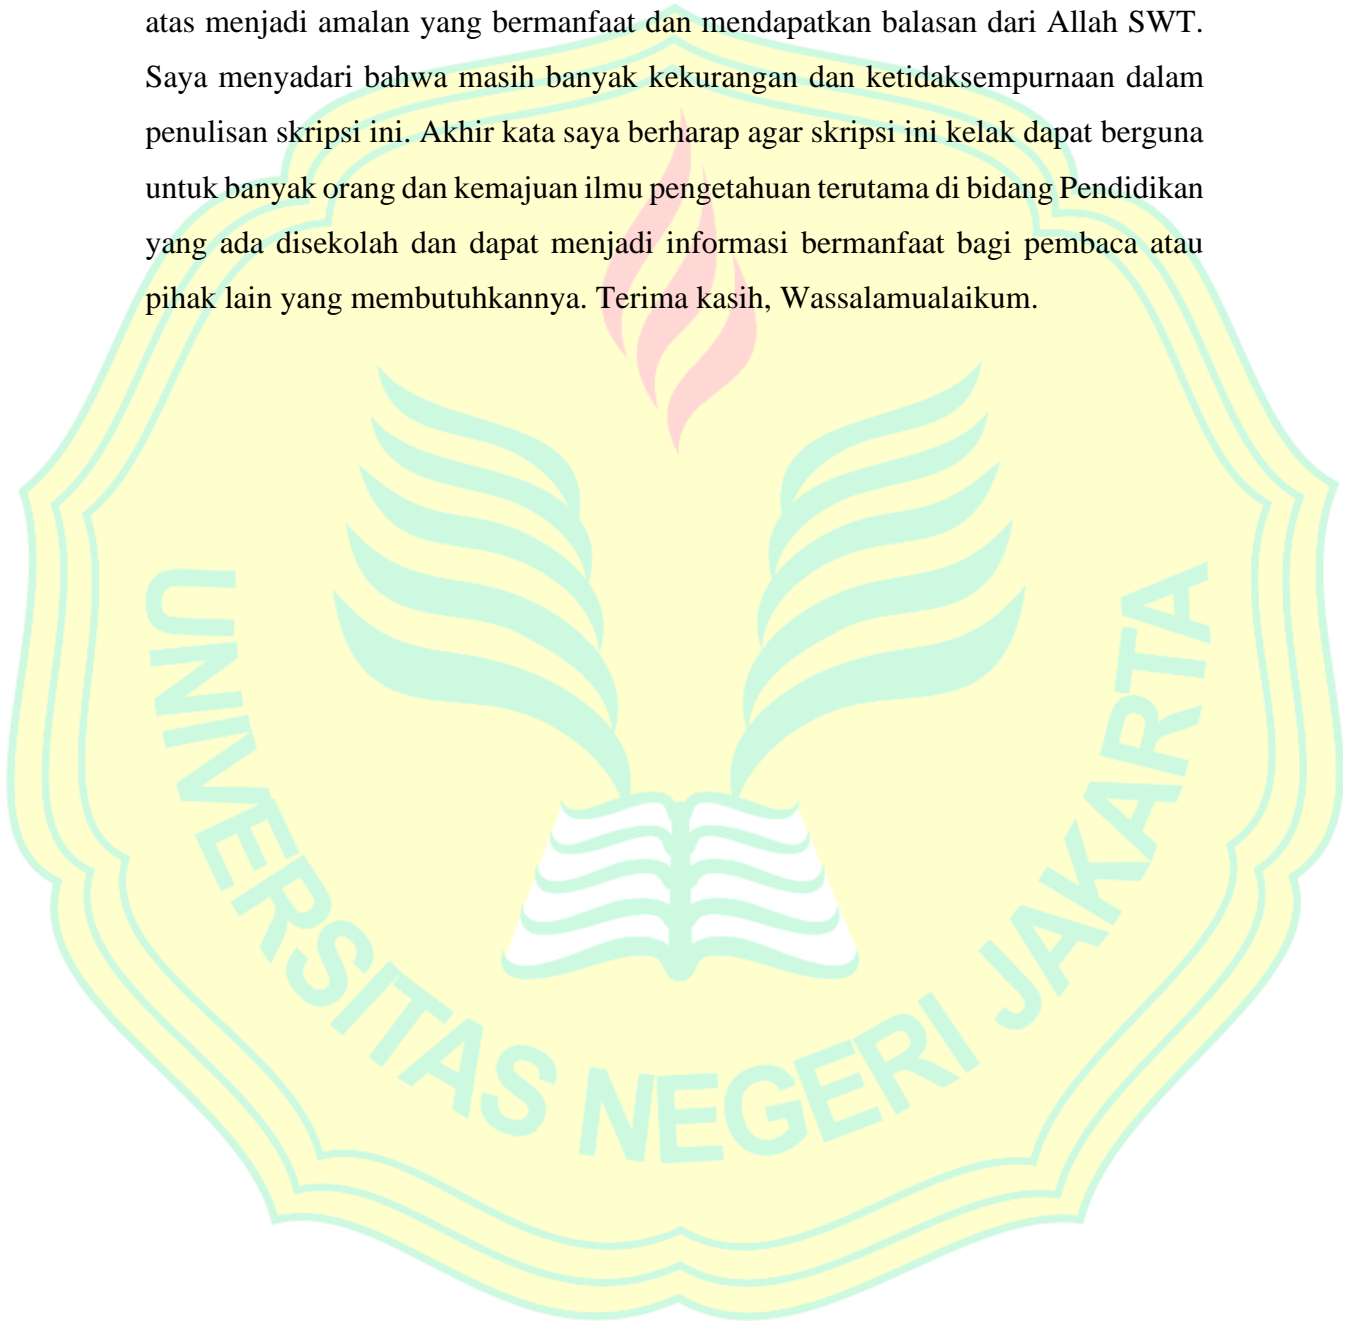 atas menjadi amalan yang bermanfaat dan mendapatkan balasan dari Allah SWT.
Saya menyadari bahwa masih banyak kekurangan dan ketidaksempurnaan dalam
penulisan skripsi ini. Akhir kata saya berharap agar skripsi ini kelak dapat berguna
untuk banyak orang dan kemajuan ilmu pengetahuan terutama di bidang Pendidikan
yang ada disekolah dan dapat menjadi informasi bermanfaat bagi pembaca atau
pihak lain yang membutuhkannya. Terima kasih, Wassalamualaikum.
UNIVERSITAS NEGERI JAKARTA